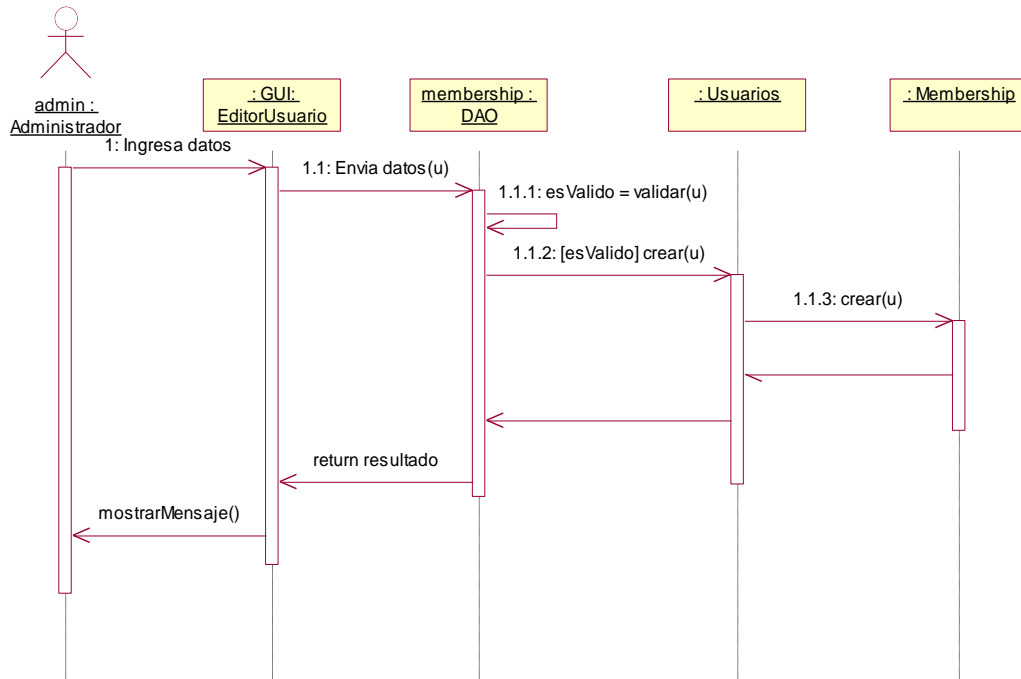 admin :
Administrador
: GUI:
EditorUsuario
membership :
DAO
: Usuarios
: Membership
1: Ingresa datos
1.1: Envia datos(u)
1.1.1: esValido = validar(u)
1.1.2: [esValido] crear(u)
1.1.3: crear(u)
return resultado
mostrarMensaje()